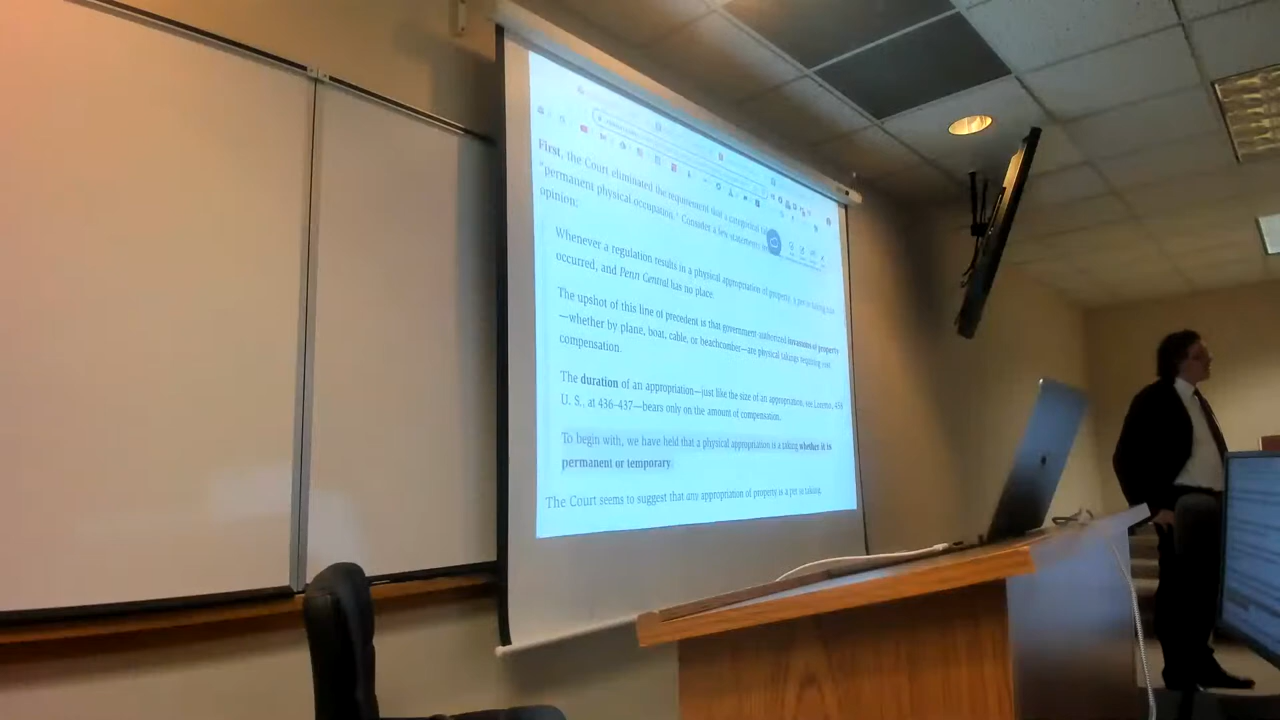 First, the Court eliminated the requirement that a categorical
"permanent physical occupation." Consider a few statements
opinion:
Whenever a regulation results in a physical appropriation of property, a per se taking has
occurred, and Penn Central has no place.
The upshot of this line of precedent is that government-authorized invasions of property
—whether by plane, boat, cable, or beachcomber—are physical takings requiring just
compensation.
The duration of an appropriation—just like the size of an appropriation, see Loretto, 458
U. S., at 436–437—bears only on the amount of compensation.
To begin with, we have held that a physical appropriation is a taking whether it is
permanent or temporary.
The Court seems to suggest that any appropriation of property is a per se taking.